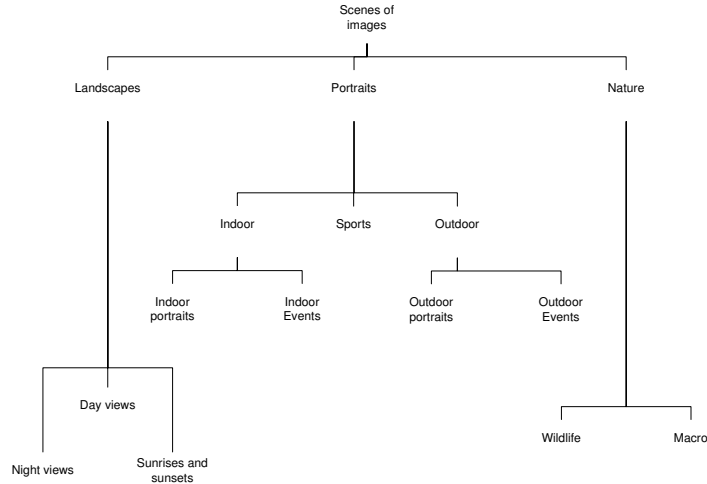 Scenes of
images
Landscapes
Portraits
Nature
Indoor
Sports
Outdoor
Indoor
portraits
Indoor
Events
Outdoor
portraits
Outdoor
Events
Day views
Wildlife
Macro
Night views
Sunrises and
sunsets